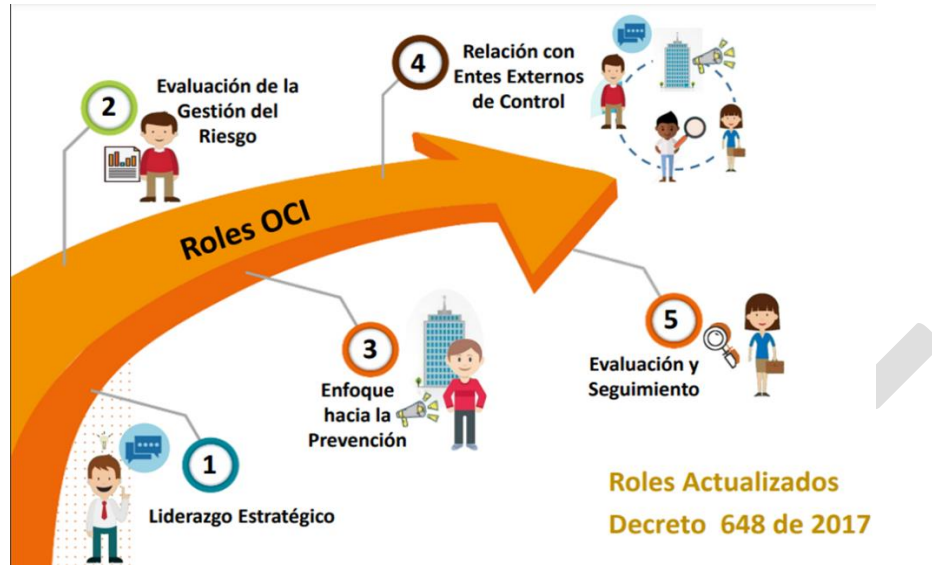 4
Relación con
Entes Externos
de Control
2
Evaluación de la
Gestión del
Riesgo
Roles OCI
3
Enfoque
hacia la
Prevención
5
Evaluación y
Seguimiento
1
Liderazgo Estratégico
Roles Actualizados
Decreto 648 de 2017